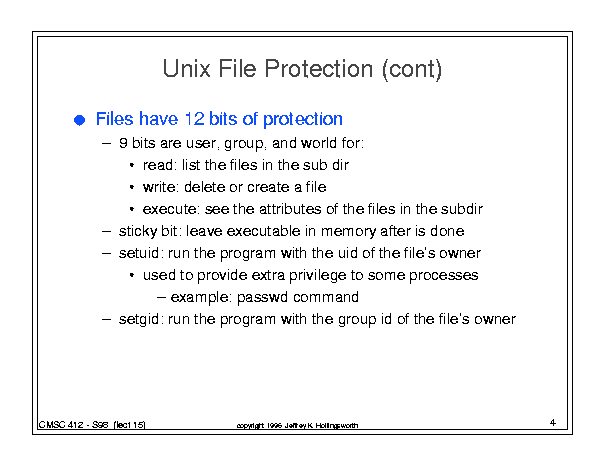 Unix File Protection (cont)
● Files have 12 bits of protection
– 9 bits are user, group, and world for:
• read: list the files in the sub dir
• write: delete or create a file
• execute: see the attributes of the files in the subdir
– sticky bit: leave executable in memory after is done
– setuid: run the program with the uid of the file's owner
• used to provide extra privilege to some processes
– example: passwd command
– setgid: run the program with the group id of the file's owner
CMSC 412 - S98 (lect 15)
copyright 1996 Jeffrey K. Hollingsworth
4